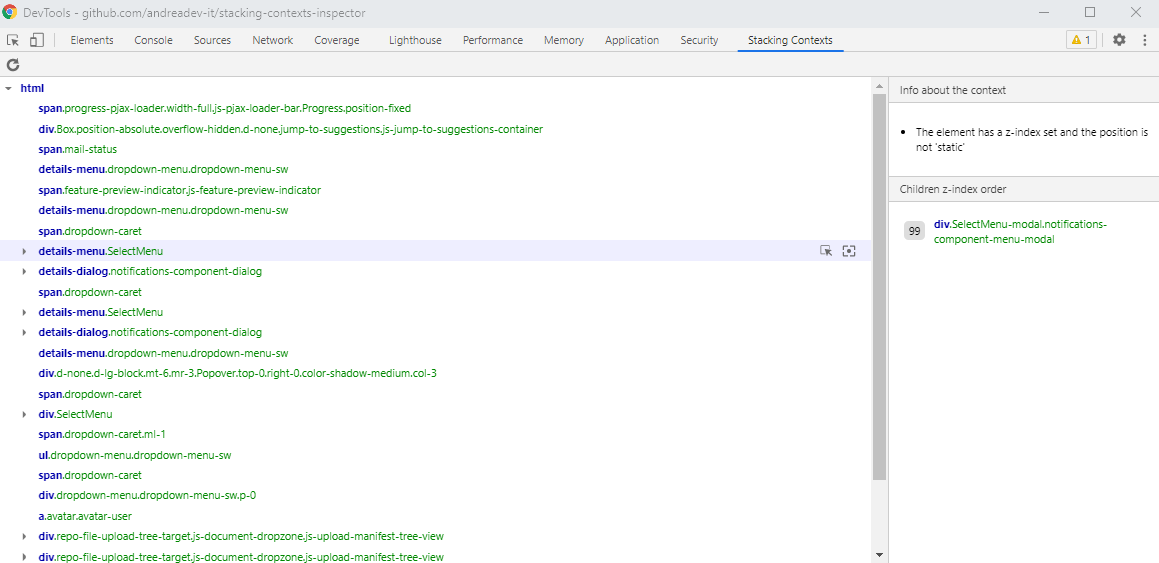 DevTools - github.com/andreadev-it/stacking-contexts-inspector
Elements Console Sources Network Coverage Lighthouse Performance Memory Application Security Stacking Contexts 1
html
span.progress-pjax-loader.width-full.js-pjax-loader-bar.Progress.position-fixed
div.Box.position-absolute.overflow-hidden.d-none.jump-to-suggestions.js-jump-to-suggestions-container
span.mail-status
details-menu.dropdown-menu.dropdown-menu-sw
span.feature-preview-indicator.js-feature-preview-indicator
details-menu.dropdown-menu.dropdown-menu-sw
span.dropdown-caret
details-menu.SelectMenu
details-dialog.notifications-component-dialog
span.dropdown-caret
details-menu.SelectMenu
details-dialog.notifications-component-dialog
details-menu.dropdown-menu.dropdown-menu-sw
div.d-none.d-lg-block.mt-6.mr-3.Popover.top-0.right-0.color-shadow-medium.col-3
span.dropdown-caret
div.SelectMenu
span.dropdown-caret.ml-1
ul.dropdown-menu.dropdown-menu-sw
span.dropdown-caret
div.dropdown-menu.dropdown-menu-sw.p-0
a.avatar.avatar-user
div.repo-file-upload-tree-target.js-document-dropzone.js-upload-manifest-tree-view
div.repo-file-upload-tree-target.js-document-dropzone.js-upload-manifest-tree-view
Info about the context
The element has a z-index set and the position is
not 'static'
Children z-index order
99 div.SelectMenu-modal.notifications-
component-menu-modal